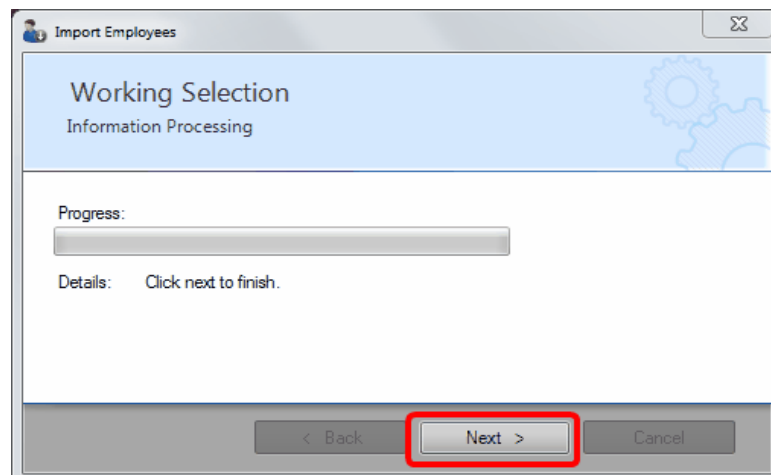 Import Employees
Working Selection
Information Processing
Progress:
Details: Click next to finish.
< Back Next > Cancel